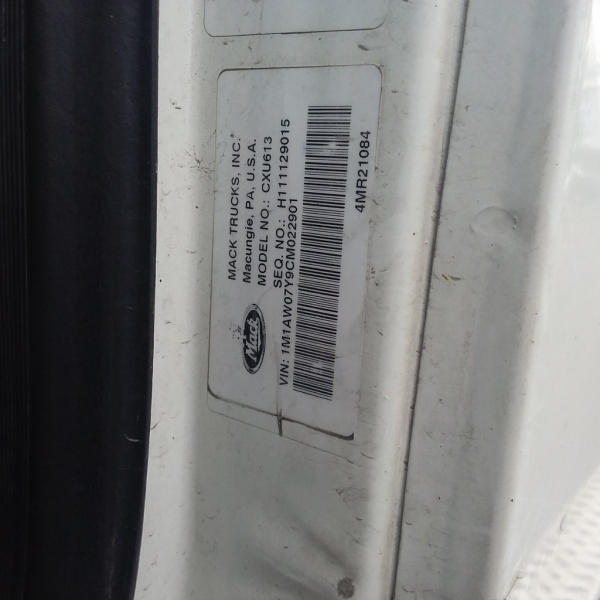 MACK TRUCKS, INC.
Macungie, PA, U.S.A.
MODEL NO.: CXU613
SEQ. NO.: H111129015
Mack
VIN: 1M1AW07Y9CM022901
4MR21084